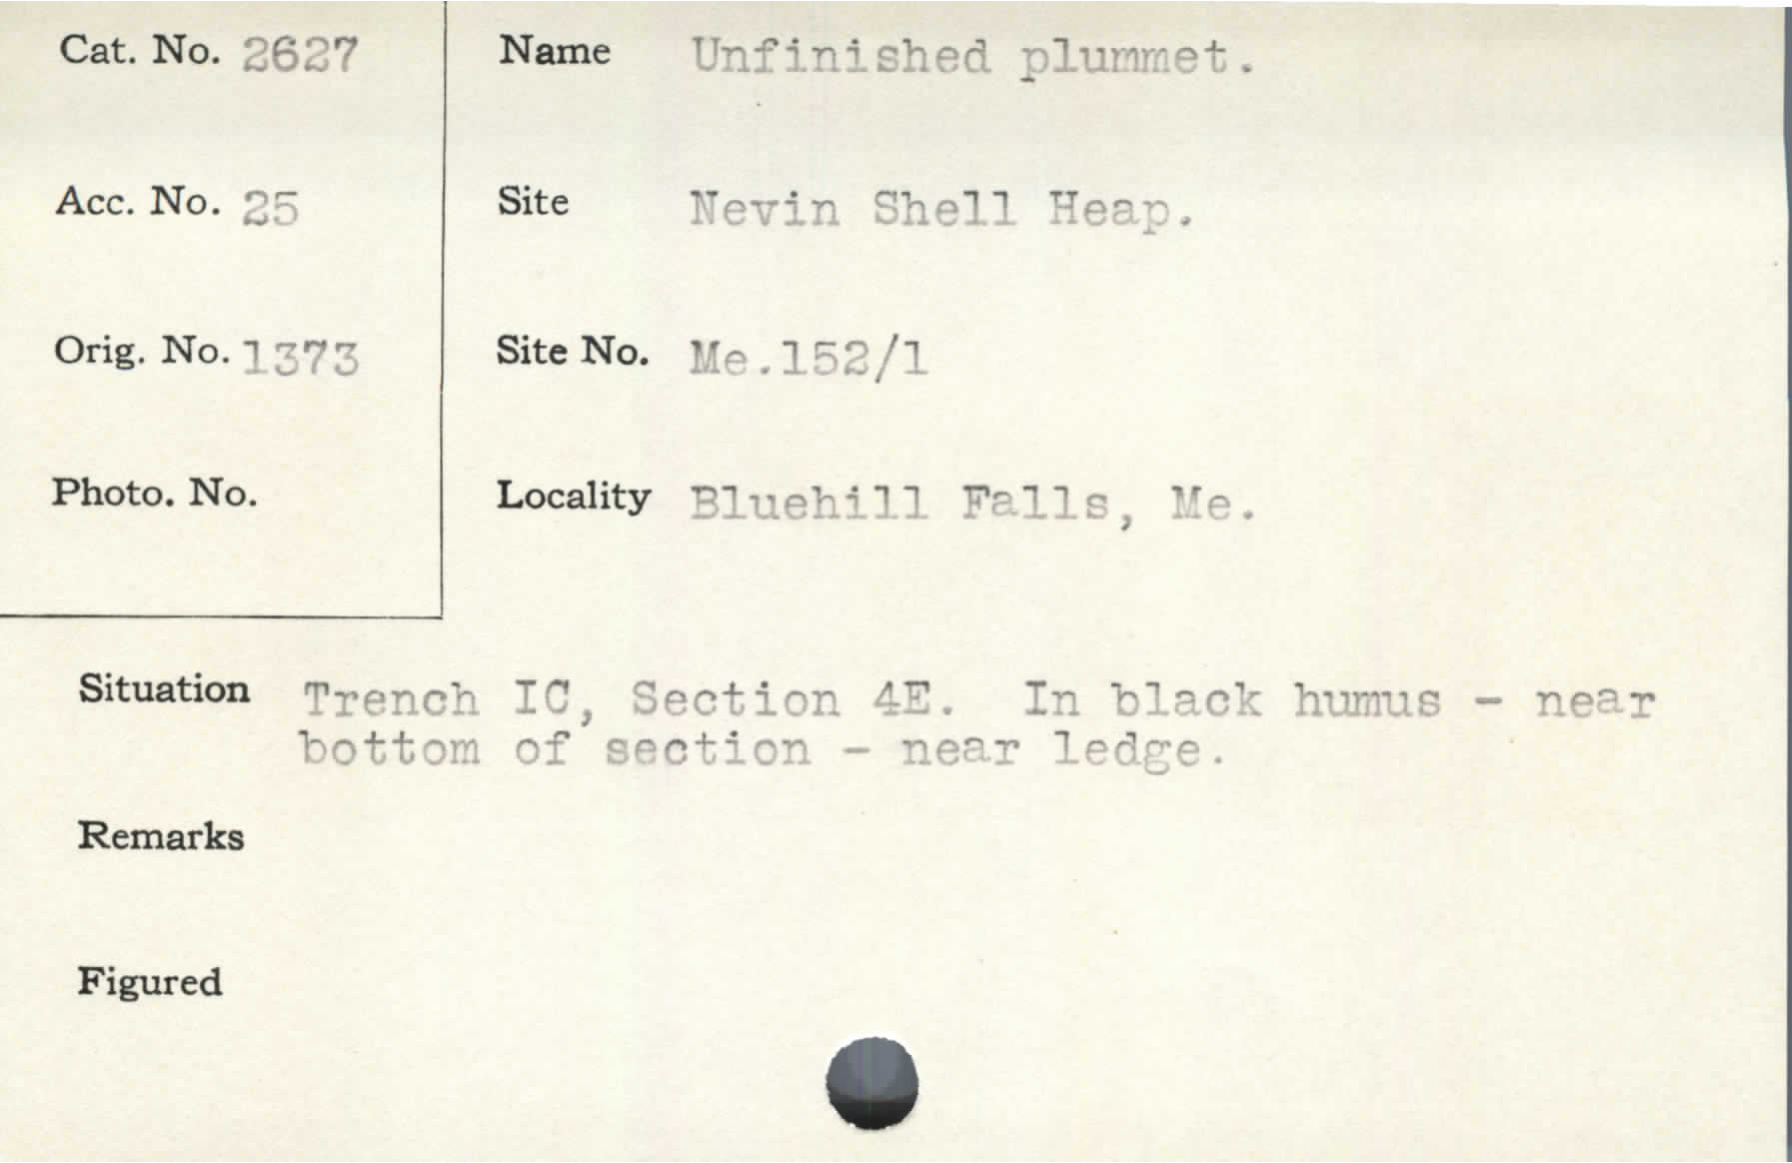 Cat. No. 2627
Name Unfinished plummet.
Acc. No. 25
Site Nevin Shell Heap.
Orig. No. 1373
Site No. Me.152/1
Photo. No.
Locality Bluehill Falls, Me.
Situation Trench IC, Section 4E. In black humus - near
bottom of section - near ledge.
Remarks
Figured